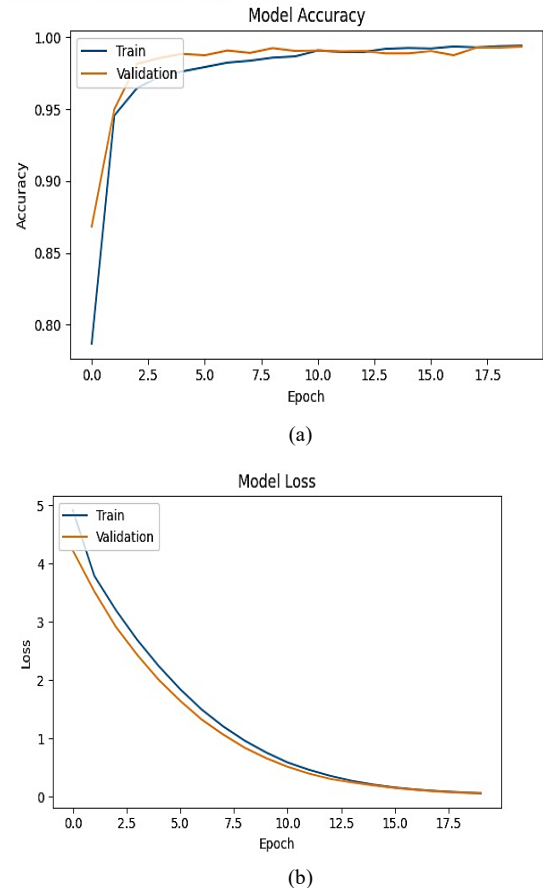 Model Accuracy
1.00
0.95
0.90
0.85
0.80
Accuracy
Train
Validation
0.0 2.5 5.0 7.5 10.0 12.5 15.0 17.5
Epoch
(a)
Model Loss
5
4
3
2
1
0
Loss
Train
Validation
0.0 2.5 5.0 7.5 10.0 12.5 15.0 17.5
Epoch
(b)